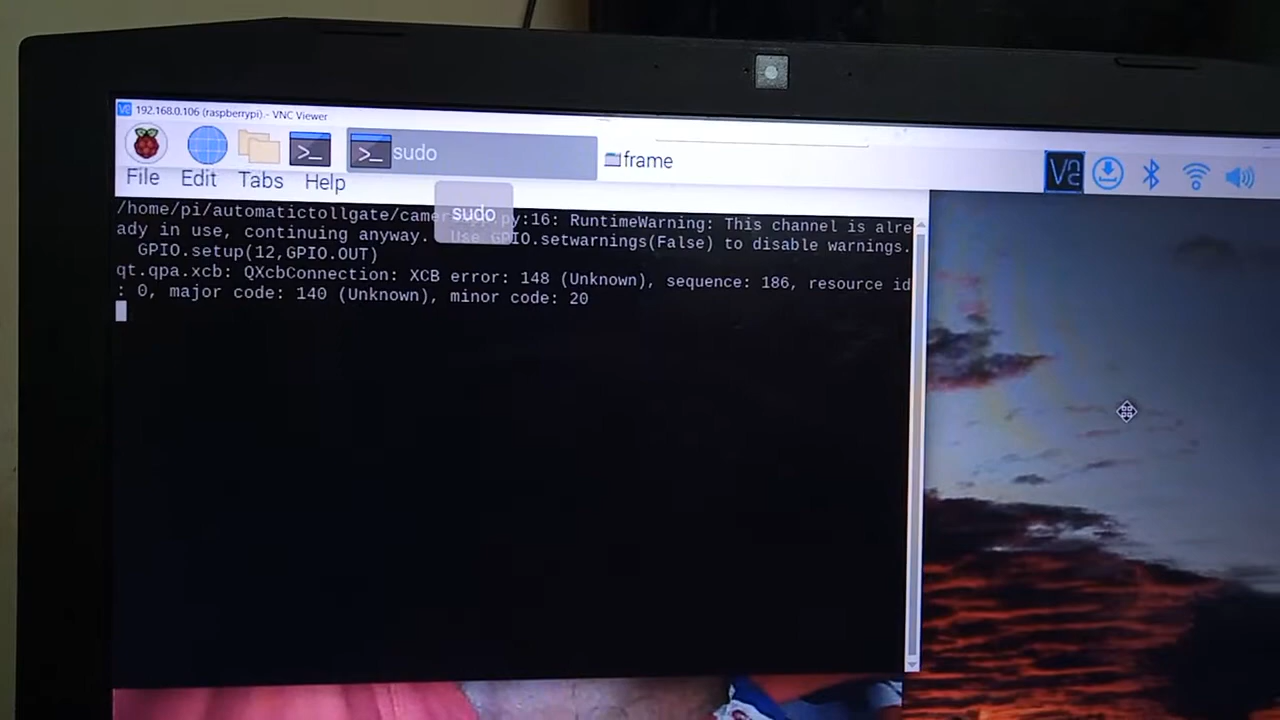 192.168.0.106 (raspberrypi) - VNC Viewer
sudo
frame
File Edit Tabs Help
sudo
/home/pi/automatictollgate/camer py:16: RuntimeWarning: This channel is alre
ady in use, continuing anyway. Use GPIO.setwarnings(False) to disable warnings.
GPIO.setup(12,GPIO.OUT)
qt.qpa.xcb: QXcbConnection: XCB error: 148 (Unknown), sequence: 186, resource id
: 0, major code: 140 (Unknown), minor code: 20